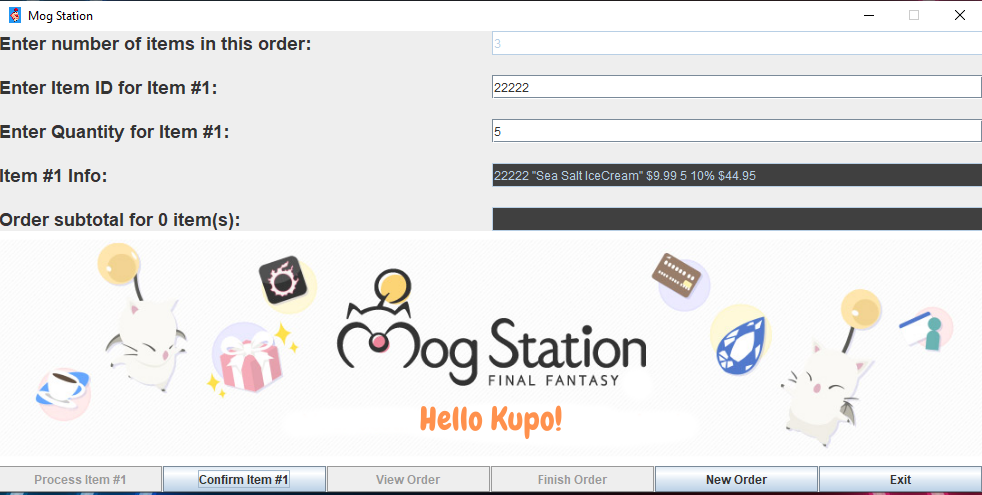 Mog Station
Enter number of items in this order:
3
Enter Item ID for Item #1:
22222
Enter Quantity for Item #1:
5
Item #1 Info:
22222 "Sea Salt IceCream" $9.99 5 10% $44.95
Order subtotal for 0 item(s):
Mog Station
FINAL FANTASY
Hello Kupo!
Process Item #1
Confirm Item #1
View Order
Finish Order
New Order
Exit